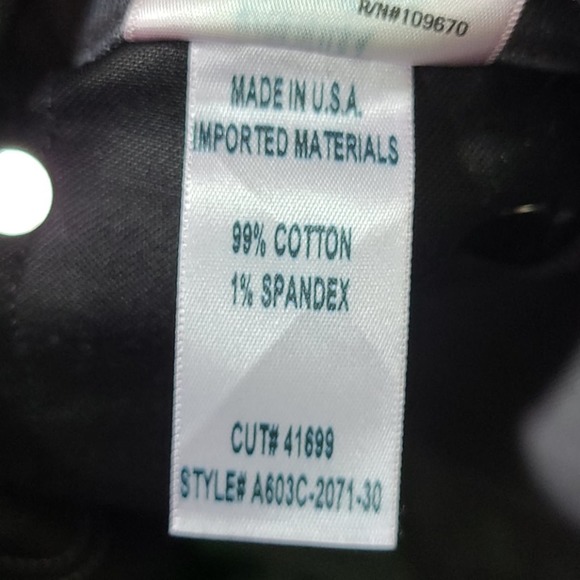 R/N#109670
MADE IN U.S.A.
IMPORTED MATERIALS
99% COTTON
1% SPANDEX
CUT# 41699
STYLE# A603C-2071-30